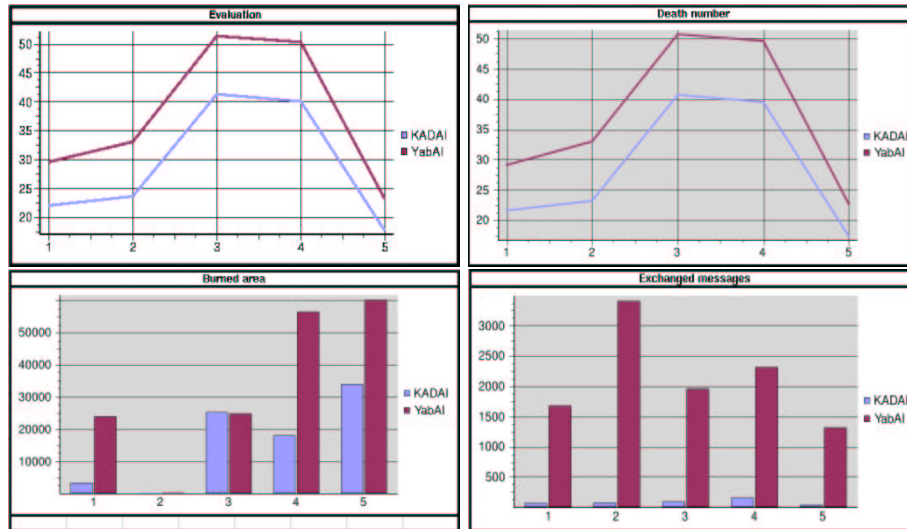 Evaluation
50
45
40
35
30
25
20
1 2 3 4 5
KADAI
YabAI
Death number
50
45
40
35
30
25
20
1 2 3 4 5
KADAI
YabAI
Burned area
50000
40000
30000
20000
10000
1 2 3 4 5
KADAI
YabAI
Exchanged messages
3000
2500
2000
1500
1000
500
1 2 3 4 5
KADAI
YabAI